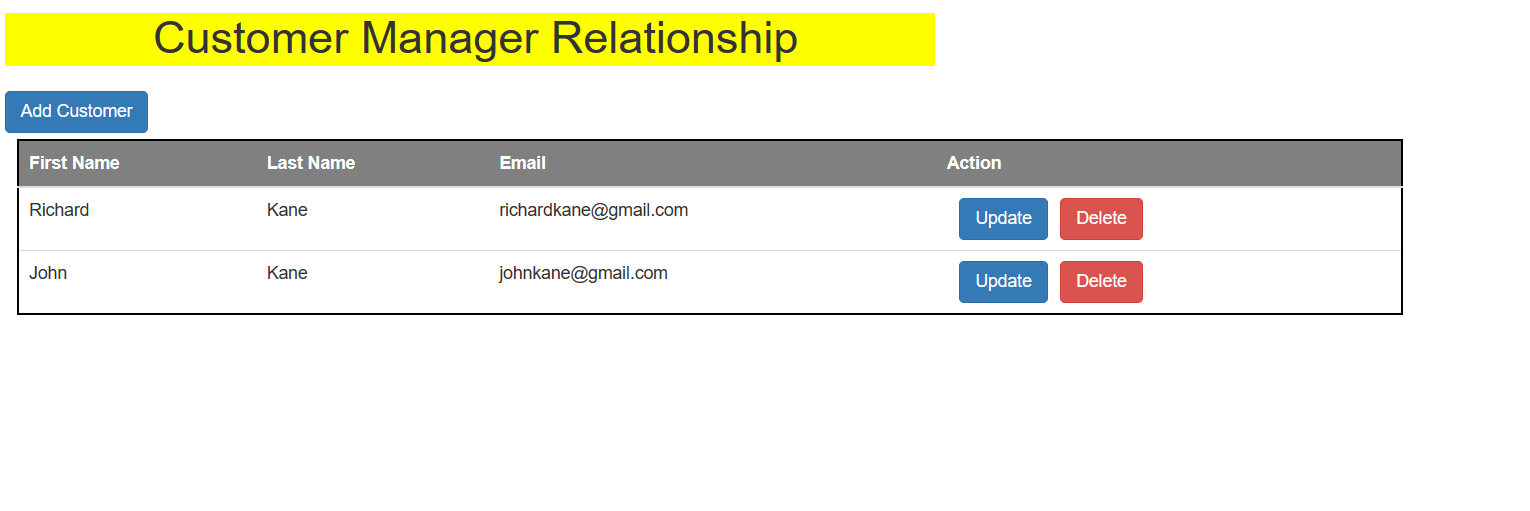 Customer Manager Relationship
Add Customer
First Name Last Name Email Action
Richard Kane richardkane@gmail.com Update Delete
John Kane johnkane@gmail.com Update Delete